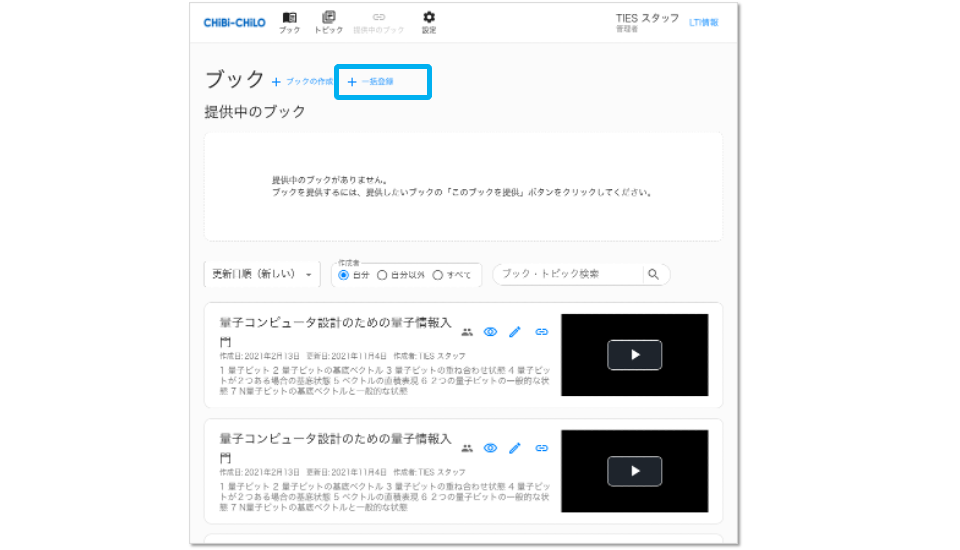 CHiBi-CHiLO
ブック
トピック
提供中のブック
設定
TIES スタッフ
管理者
LTI情報
ブック
+ ブックの作成
+ 一括登録
提供中のブック
提供中のブックがありません。
ブックを提供するには、提供したいブックの「このブックを提供」ボタンをクリックしてください。
更新日順（新しい）
作成者
自分 自分以外 すべて
ブック・トピック検索
量子コンピュータ設計のための量子情報入
門
作成日:2021年2月13日 更新日:2021年11月4日 作成者: TIES スタッフ
1 量子ビット 2 量子ビットの基底ベクトル 3 量子ビットの重ね合わせ状態 4 量子ビッ
トが２つある場合の基底状態 5 ベクトルの直積表現 6 ２つの量子ビットの一般的な状
態 7 N量子ビットの基底ベクトルと一般的な状態
量子コンピュータ設計のための量子情報入
門
作成日:2021年2月13日 更新日:2021年11月4日 作成者: TIES スタッフ
1 量子ビット 2 量子ビットの基底ベクトル 3 量子ビットの重ね合わせ状態 4 量子ビッ
トが２つある場合の基底状態 5 ベクトルの直積表現 6 ２つの量子ビットの一般的な状
態 7 N量子ビットの基底ベクトルと一般的な状態